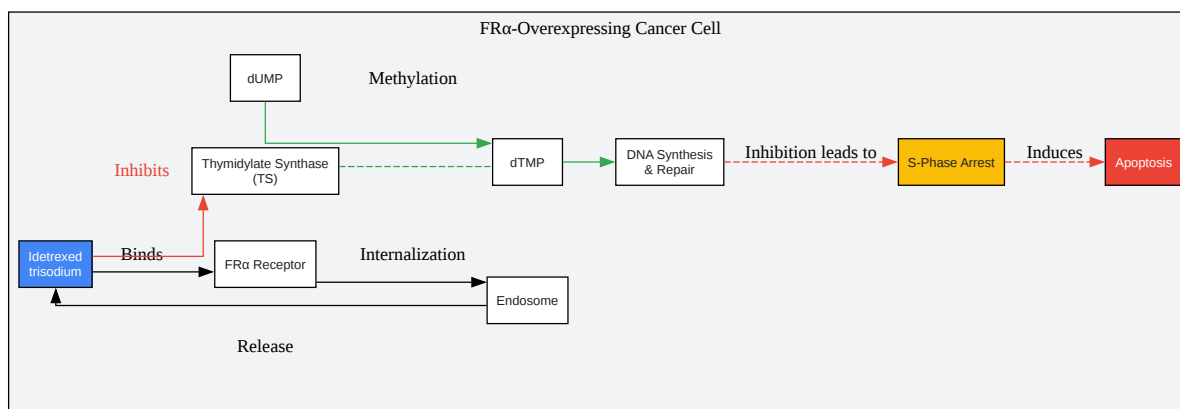 FRα-Overexpressing Cancer Cell
dUMP
Methylation
Thymidylate Synthase
(TS)
Inhibits
dTMP
DNA Synthesis
& Repair
Inhibition leads to
S-Phase Arrest
Induces
Apoptosis
Idetrexed
trisodium
Binds
FRα Receptor
Internalization
Endosome
Release